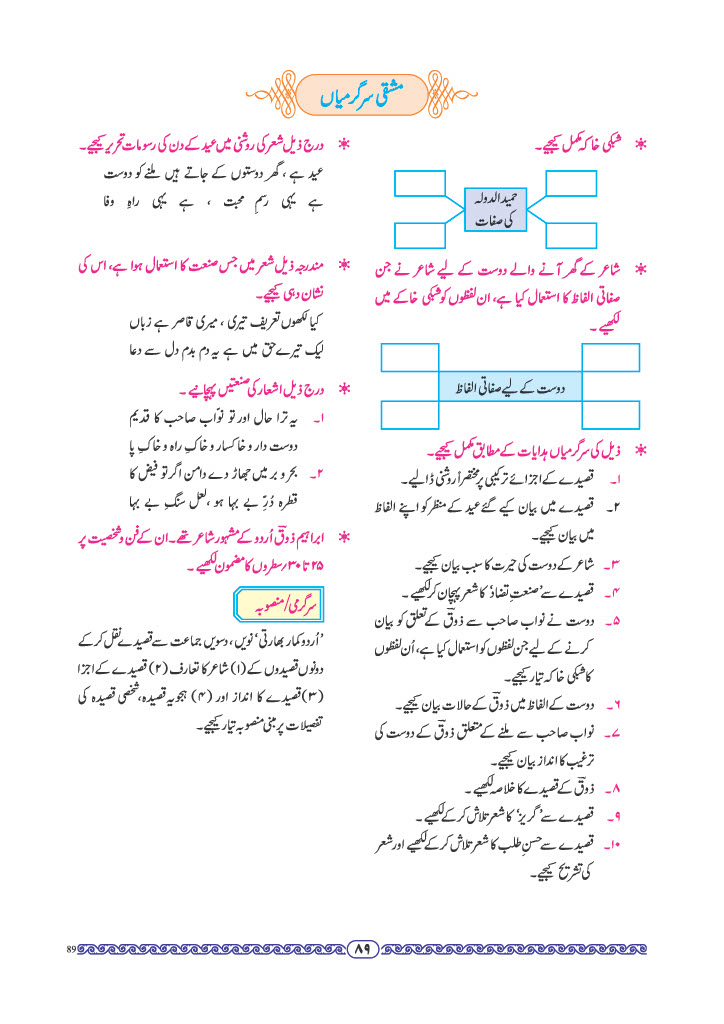 مشقی سرگرمیاں
* شبکی خاکہ مکمل کیجیے۔
حمید الدولہ
کی صفات
* شاعر کے گھر آنے والے دوست کے لیے شاعر نے جن
صفاتی الفاظ کا استعمال کیا ہے، ان لفظوں کو شبکی خاکے میں
لکھیے۔
دوست کے لیے صفاتی الفاظ
* ذیل کی سرگرمیاں ہدایات کے مطابق مکمل کیجیے۔
۱۔ قصیدے کے اجزائے ترکیبی پر مختصراً روشنی ڈالیے۔
۲۔ قصیدے میں بیان کیے گئے عید کے منظر کو اپنے الفاظ
میں بیان کیجیے۔
۳۔ شاعر کے دوست کی حیرت کا سبب بیان کیجیے۔
۴۔ قصیدے سے ’صنعتِ تضاد‘ کا شعر پہچان کر لکھیے۔
۵۔ دوست نے نواب صاحب سے ذوقؔ کے تعلق کو بیان
کرنے کے لیے جن لفظوں کو استعمال کیا ہے، اُن لفظوں
کا شبکی خاکہ تیار کیجیے۔
۶۔ دوست کے الفاظ میں ذوقؔ کے حالات بیان کیجیے۔
۷۔ نواب صاحب سے ملنے کے متعلق ذوقؔ کے دوست کی
ترغیب کا انداز بیان کیجیے۔
۸۔ ذوقؔ کے قصیدے کا خلاصہ لکھیے۔
۹۔ قصیدے سے ’گریز‘ کا شعر تلاش کر کے لکھیے۔
۱۰۔ قصیدے سے حسنِ طلب کا شعر تلاش کر کے لکھیے اور شعر
کی تشریح کیجیے۔
* درج ذیل شعر کی روشنی میں عید کے دن کی رسومات تحریر کیجیے۔
عید ہے، گھر دوستوں کے جاتے ہیں ملنے کو دوست
ہے یہی رسمِ محبت ، ہے یہی راہِ وفا
* مندرجہ ذیل شعر میں جس صنعت کا استعمال ہوا ہے، اس کی
نشان دہی کیجیے۔
کیا لکھوں تعریف تیری، میری قاصر ہے زباں
لیک تیرے حق میں ہے یہ دم بدم دل سے دعا
* درج ذیل اشعار کی صنعتیں پہچانیے۔
۱۔ یہ ترا حال اور تو نواب صاحب کا قدیم
دوست دار و خاکسار و خاکِ راہ و خاکِ پا
۲۔ بحر و بر میں جھاڑ دے دامن اگر تو فیض کا
قطرہ دُرِّ بے بہا ہو، لعل سنگِ بے بہا
* ابراہیم ذوقؔ اُردو کے مشہور شاعر تھے۔ ان کے فن و شخصیت پر
۲۵ تا ۳۰؍سطروں کا مضمون لکھیے۔
سرگرمی/منصوبہ
’اُردو کمار بھارتی‘ نویں، دسویں جماعت سے قصیدے نقل کر کے
دونوں قصیدوں کے (۱) شاعر کا تعارف (۲) قصیدے کے اجزا
(۳) قصیدے کا انداز اور (۴) ہجویہ قصیدہ، شخصی قصیدہ کی
تفصیلات پر مبنی منصوبہ تیار کیجیے۔
۸۹
89